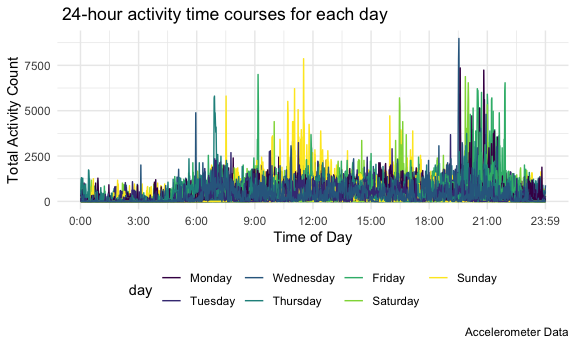 24-hour activity time courses for each day
Total Activity Count
7500
5000
2500
0
0:00 3:00 6:00 9:00 12:00 15:00 18:00 21:00 23:59
Time of Day
day
Monday Wednesday Friday Sunday
Tuesday Thursday Saturday
Accelerometer Data